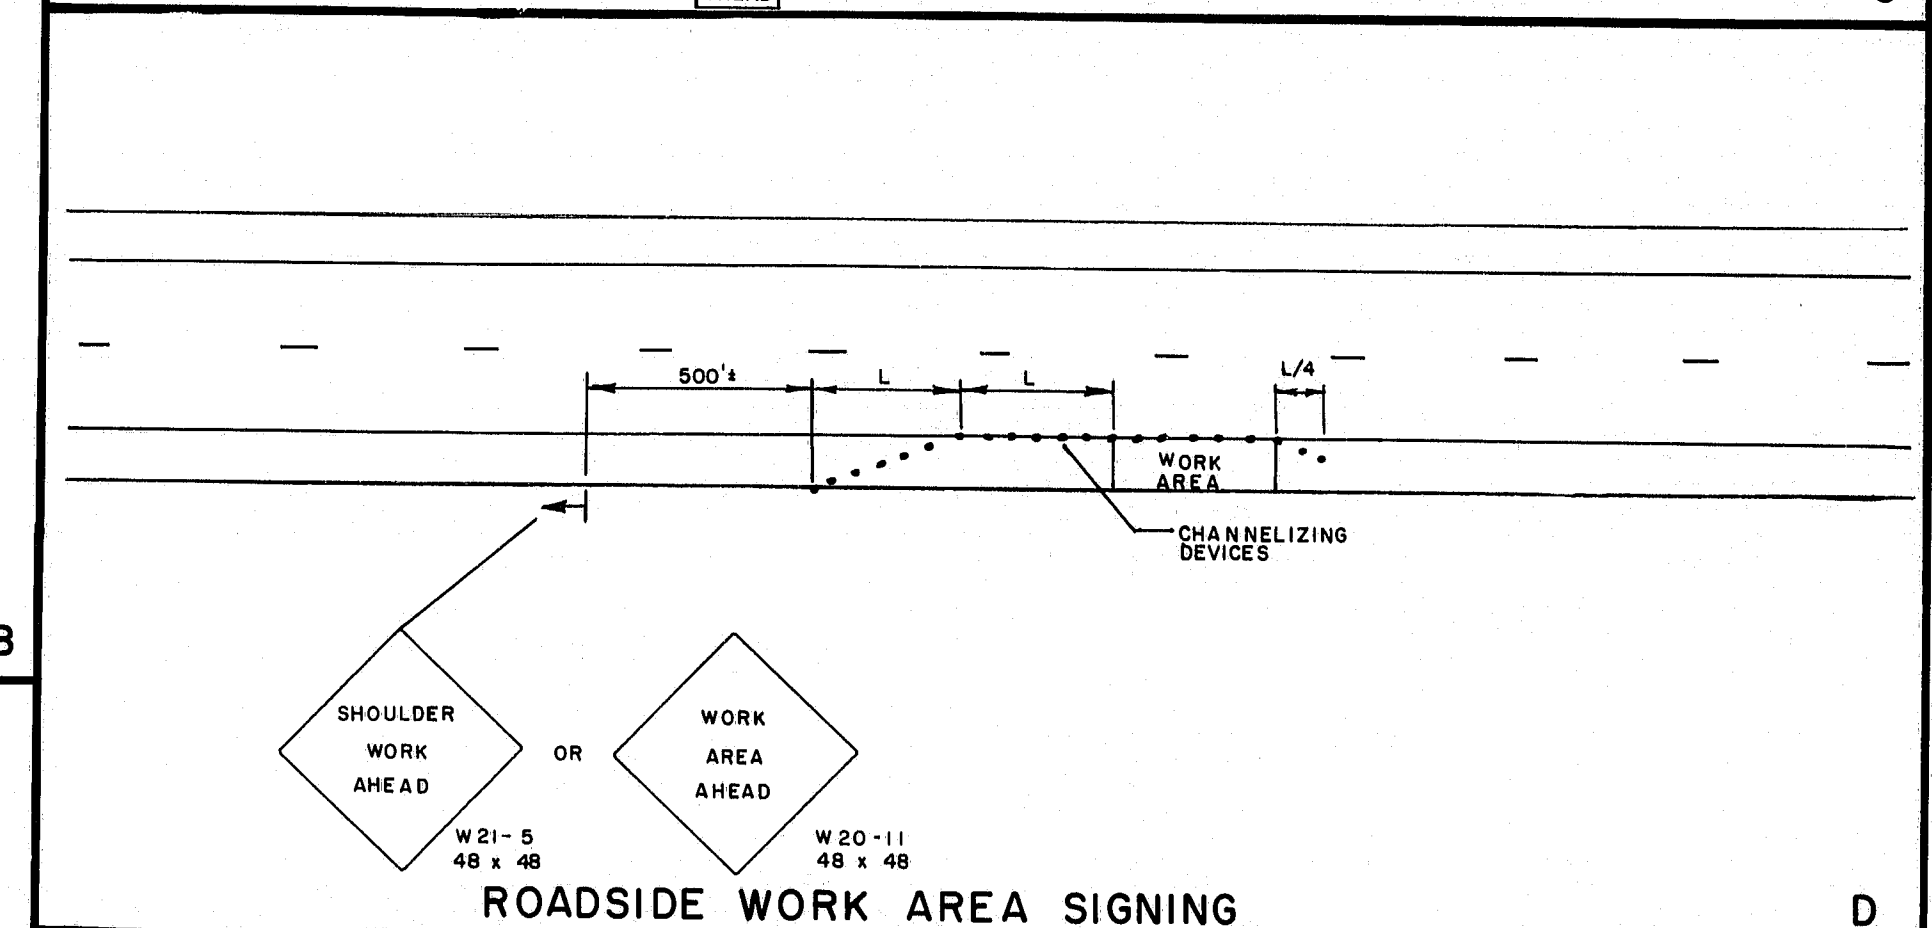 500'±
L
L
L/4
WORK
AREA
CHANNELIZING
DEVICES
B
SHOULDER
WORK
AHEAD
OR
WORK
AREA
AHEAD
W21-5
48 x 48
W20-11
48 x 48
ROADSIDE WORK AREA SIGNING
D